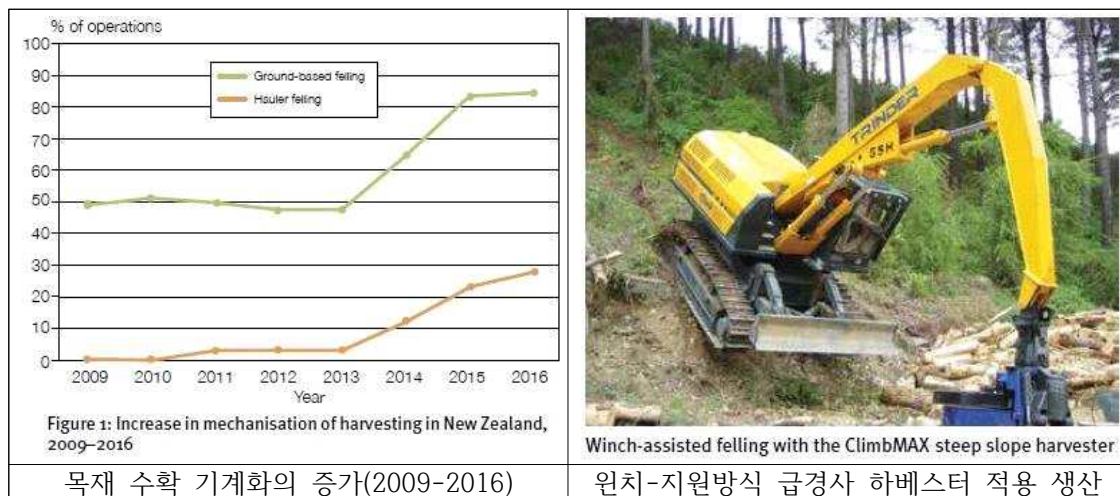 % of operations
100
90
80
70
60
50
40
30
20
10
0
Ground-based felling
Hauler felling
2009 2010 2011 2012 2013 2014 2015 2016
Year
Figure 1: Increase in mechanisation of harvesting in New Zealand,
2009–2016
목재 수확 기계화의 증가(2009-2016)
TRINDER
SSH
Winch-assisted felling with the ClimbMAX steep slope harvester
윈치-지원방식 급경사 하베스터 적용 생산